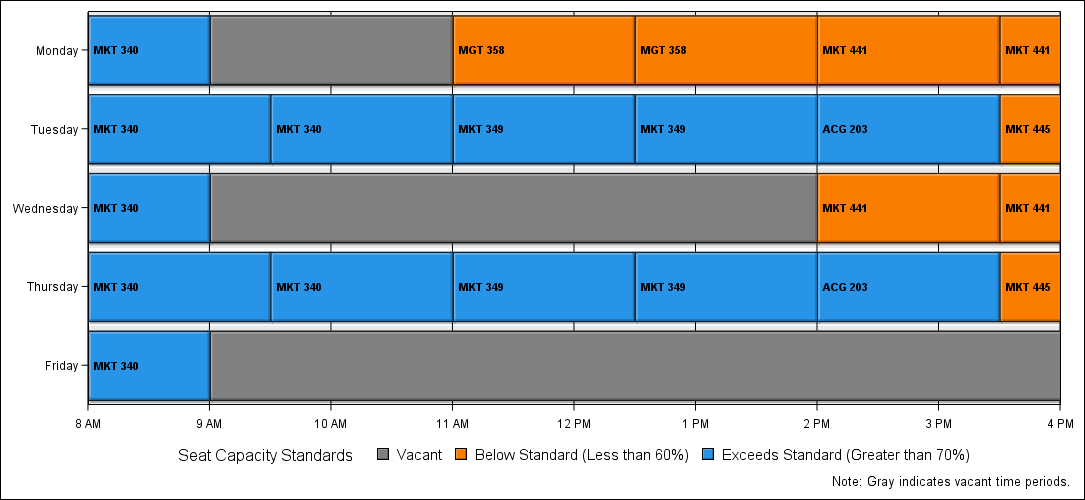 Monday MKT 340 MGT 358 MGT 358 MKT 441 MKT 441
Tuesday MKT 340 MKT 340 MKT 349 MKT 349 ACG 203 MKT 445
Wednesday MKT 340 MKT 441 MKT 441
Thursday MKT 340 MKT 340 MKT 349 MKT 349 ACG 203 MKT 445
Friday MKT 340
8 AM 9 AM 10 AM 11 AM 12 PM 1 PM 2 PM 3 PM 4 PM
Seat Capacity Standards Vacant Below Standard (Less than 60%) Exceeds Standard (Greater than 70%)
Note: Gray indicates vacant time periods.